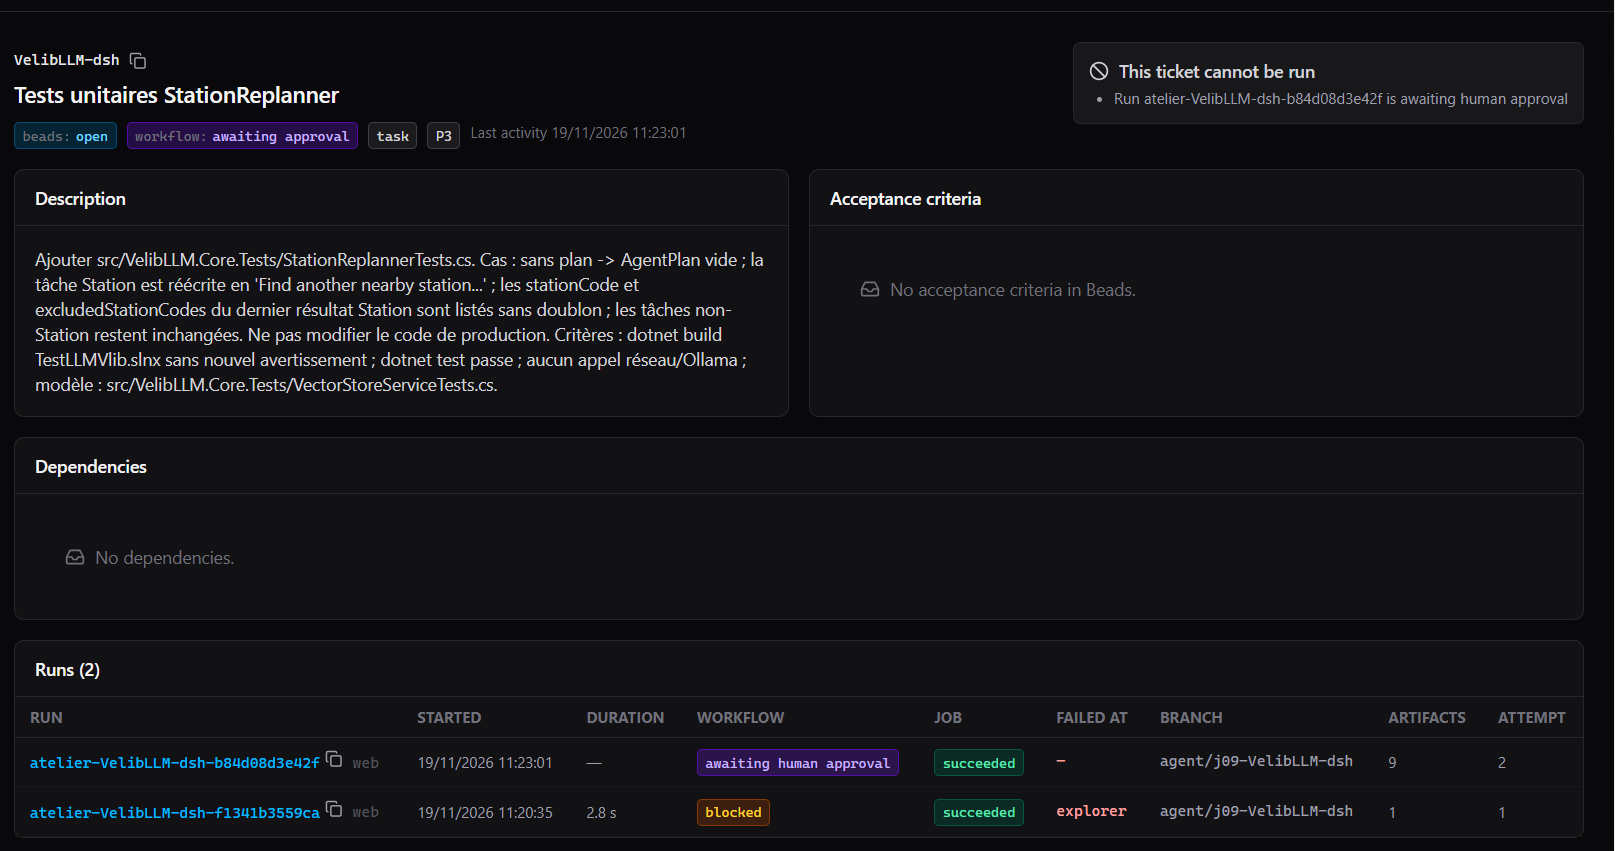 VelibLLM-dsh
Tests unitaires StationReplanner
beads: open workflow: awaiting approval task P3 Last activity 19/11/2026 11:23:01
This ticket cannot be run
• Run atelier-VelibLLM-dsh-b84d08d3e42f is awaiting human approval
Description
Ajouter src/VelibLLM.Core.Tests/StationReplannerTests.cs. Cas : sans plan -> AgentPlan vide ; la
tâche Station est réécrite en 'Find another nearby station...' ; les stationCode et
excludedStationCodes du dernier résultat Station sont listés sans doublon ; les tâches non-
Station restent inchangées. Ne pas modifier le code de production. Critères : dotnet build
TestLLMVlib.slnx sans nouvel avertissement ; dotnet test passe ; aucun appel réseau/Ollama ;
modèle : src/VelibLLM.Core.Tests/VectorStoreServiceTests.cs.
Acceptance criteria
No acceptance criteria in Beads.
Dependencies
No dependencies.
Runs (2)
RUN STARTED DURATION WORKFLOW JOB FAILED AT BRANCH ARTIFACTS ATTEMPT
atelier-VelibLLM-dsh-b84d08d3e42f web 19/11/2026 11:23:01 — awaiting human approval succeeded – agent/j09-VelibLLM-dsh 9 2
atelier-VelibLLM-dsh-f1341b3559ca web 19/11/2026 11:20:35 2.8 s blocked succeeded explorer agent/j09-VelibLLM-dsh 1 1